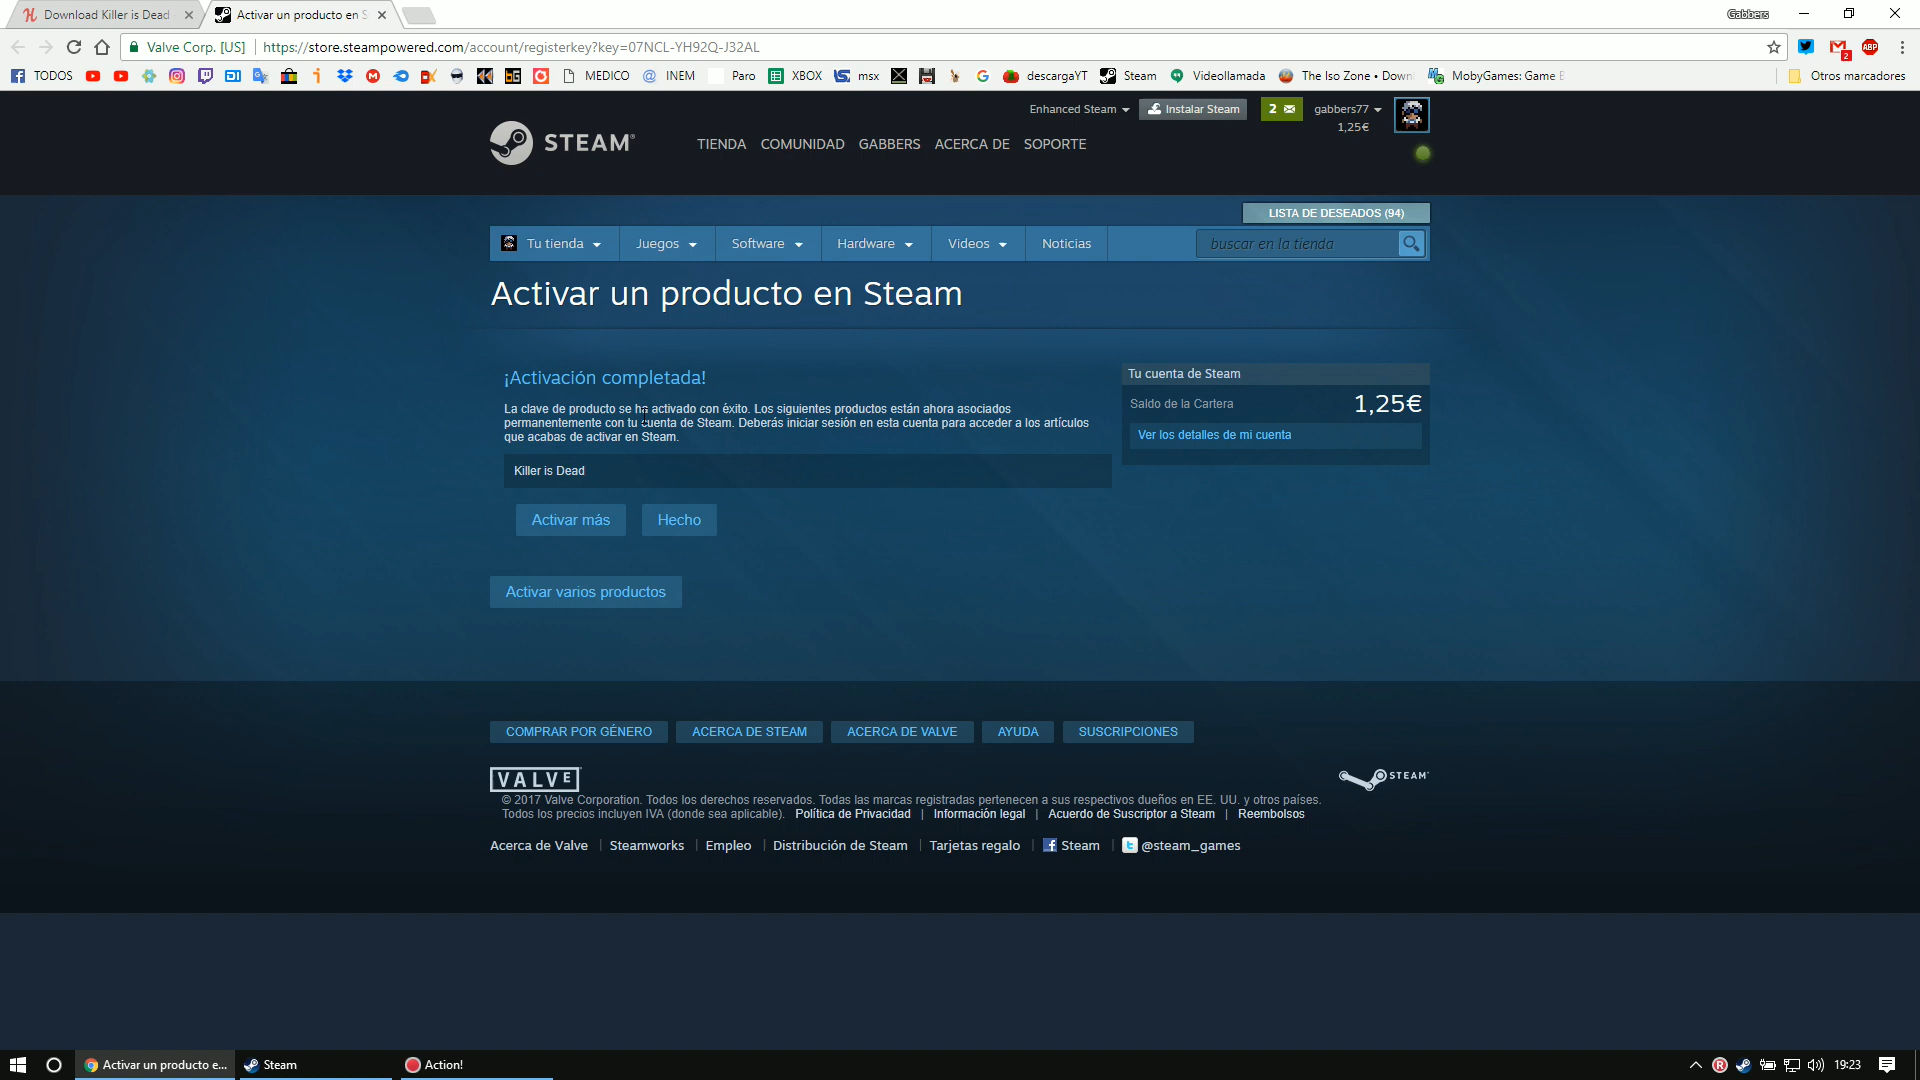 Download Killer is Dead
Activar un producto en S
Gabbers
Valve Corp. [US]
https://store.steampowered.com/account/registerkey?key=07NCL-YH92Q-J32AL
TODOS
MEDICO
INEM
Paro
XBOX
msx
descargaYT
Steam
Videollamada
The Iso Zone • Down
MobyGames: Game B
Otros marcadores
Enhanced Steam
Instalar Steam
2
gabbers77
1,25€
STEAM
TIENDA
COMUNIDAD
GABBERS
ACERCA DE
SOPORTE
LISTA DE DESEADOS (94)
Tu tienda
Juegos
Software
Hardware
Videos
Noticias
buscar en la tienda
Activar un producto en Steam
¡Activación completada!
La clave de producto se ha activado con éxito. Los siguientes productos están ahora asociados
permanentemente con tu cuenta de Steam. Deberás iniciar sesión en esta cuenta para acceder a los artículos
que acabas de activar en Steam.
Killer is Dead
Activar más
Hecho
Activar varios productos
Tu cuenta de Steam
Saldo de la Cartera
1,25€
Ver los detalles de mi cuenta
COMPRAR POR GÉNERO
ACERCA DE STEAM
ACERCA DE VALVE
AYUDA
SUSCRIPCIONES
VALVE
STEAM
© 2017 Valve Corporation. Todos los derechos reservados. Todas las marcas registradas pertenecen a sus respectivos dueños en EE. UU. y otros países.
Todos los precios incluyen IVA (donde sea aplicable). Política de Privacidad | Información legal | Acuerdo de Suscriptor a Steam | Reembolsos
Acerca de Valve | Steamworks | Empleo | Distribución de Steam | Tarjetas regalo | Steam | @steam_games
Activar un producto e...
Steam
Action!
19:23